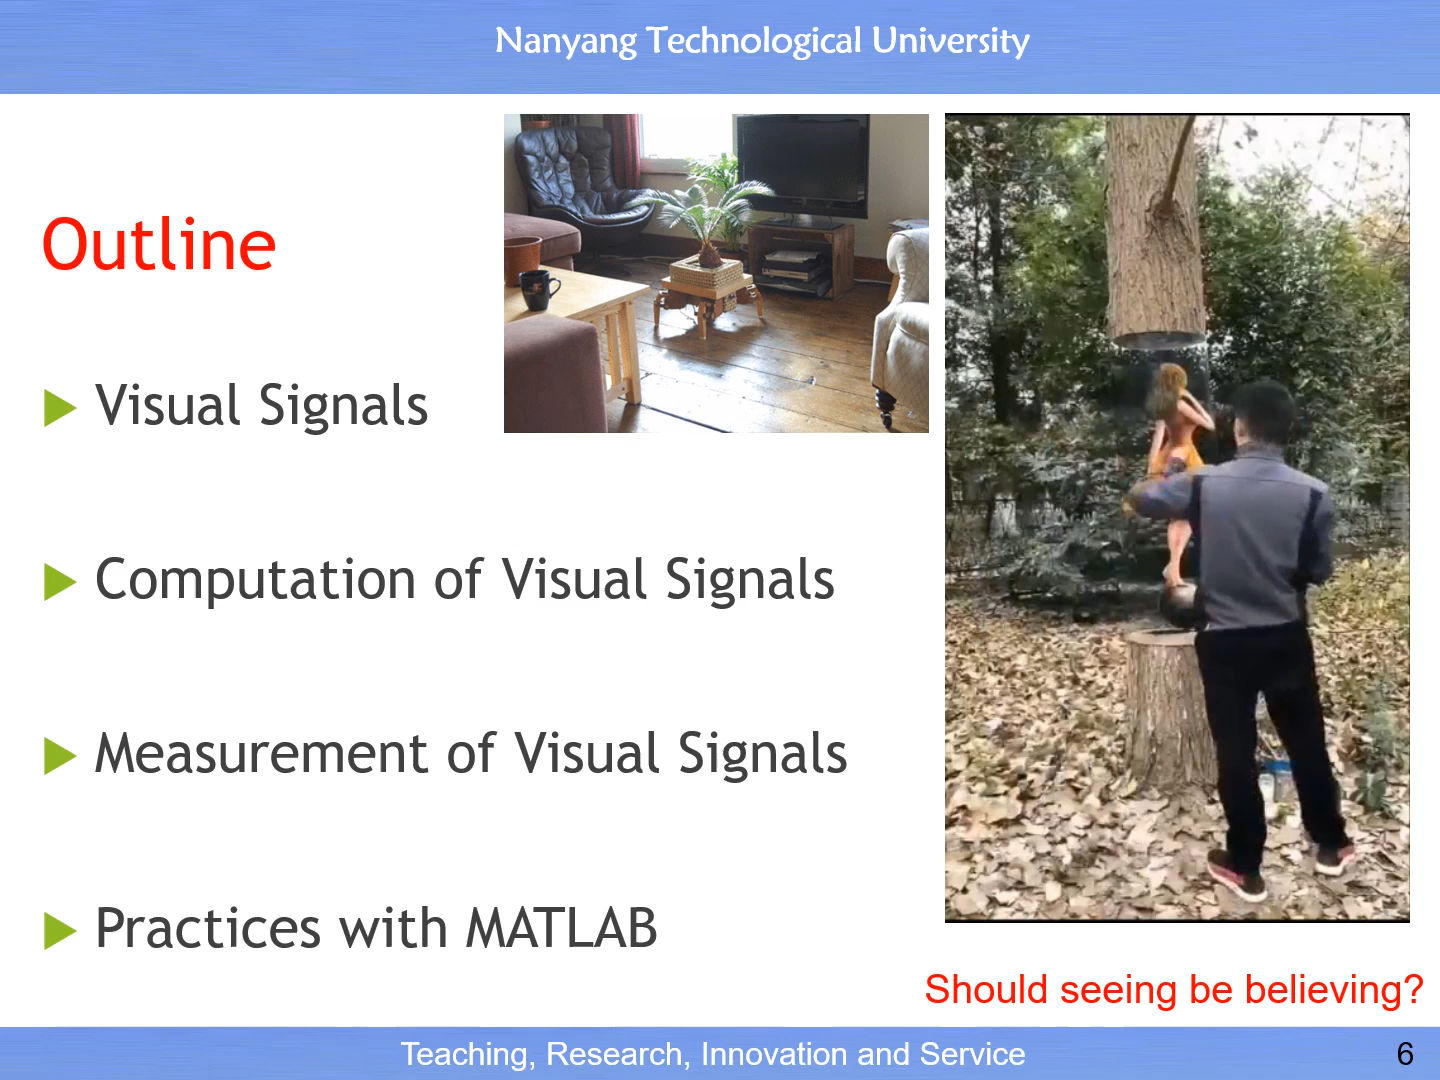 Nanyang Technological University
Outline
Visual Signals
Computation of Visual Signals
Measurement of Visual Signals
Practices with MATLAB
Should seeing be believing?
Teaching, Research, Innovation and Service
6